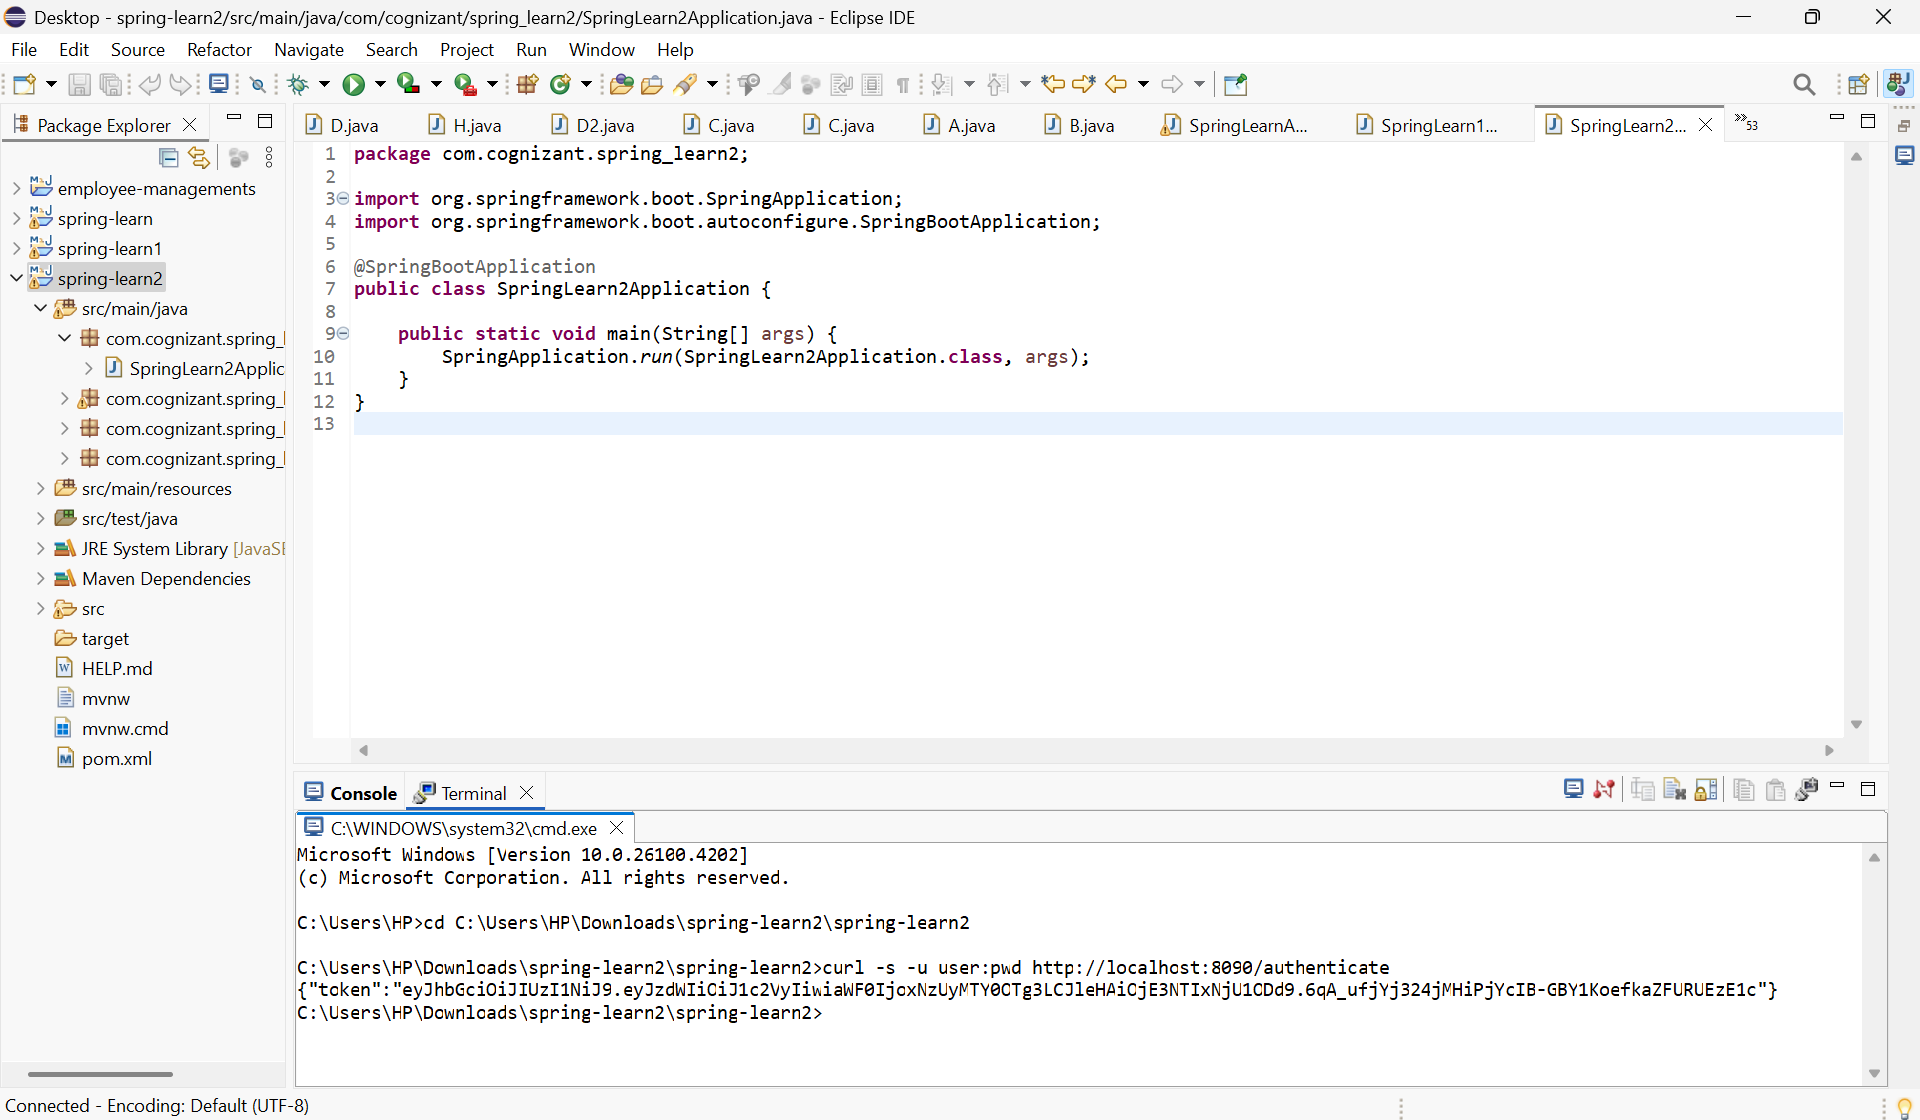 Desktop - spring-learn2/src/main/java/com/cognizant/spring_learn2/SpringLearn2Application.java - Eclipse IDE
File Edit Source Refactor Navigate Search Project Run Window Help
Package Explorer
D.java H.java D2.java C.java C.java A.java B.java SpringLearnA... SpringLearn1... SpringLearn2... »53
employee-managements
spring-learn
spring-learn1
spring-learn2
src/main/java
com.cognizant.spring_l
SpringLearn2Applic
com.cognizant.spring_l
com.cognizant.spring_l
com.cognizant.spring_l
src/main/resources
src/test/java
JRE System Library [JavaSE
Maven Dependencies
src
target
HELP.md
mvnw
mvnw.cmd
pom.xml
1 package com.cognizant.spring_learn2;
2
3 import org.springframework.boot.SpringApplication;
4 import org.springframework.boot.autoconfigure.SpringBootApplication;
5
6 @SpringBootApplication
7 public class SpringLearn2Application {
8
9 public static void main(String[] args) {
10 SpringApplication.run(SpringLearn2Application.class, args);
11 }
12 }
13
Console Terminal
C:\WINDOWS\system32\cmd.exe
Microsoft Windows [Version 10.0.26100.4202]
(c) Microsoft Corporation. All rights reserved.
C:\Users\HP>cd C:\Users\HP\Downloads\spring-learn2\spring-learn2
C:\Users\HP\Downloads\spring-learn2\spring-learn2>curl -s -u user:pwd http://localhost:8090/authenticate
{"token":"eyJhbGciOiJIUzI1NiJ9.eyJzdWIiOiJ1c2VyIiwiaWF0IjoxNzUyMTY0OTg3LCJleHAiOjE3NTIxNjU1ODd9.6qA_ufjYj324jMHiPjYcIB-GBY1KoefkaZFURUEzE1c"}
C:\Users\HP\Downloads\spring-learn2\spring-learn2>
Connected - Encoding: Default (UTF-8)